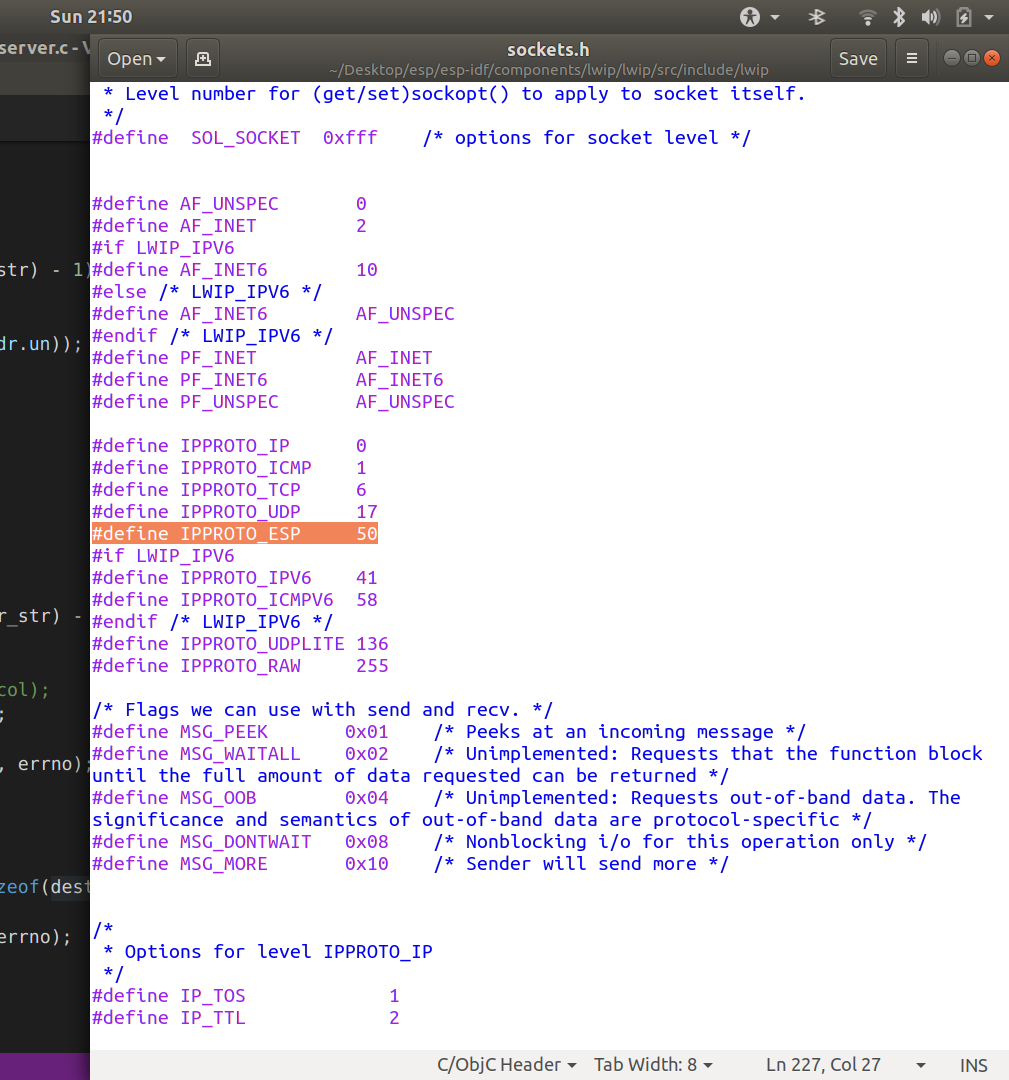 Sun 21:50
server.c - V
Open
sockets.h
~/Desktop/esp/esp-idf/components/lwip/lwip/src/include/lwip
Save
 * Level number for (get/set)sockopt() to apply to socket itself.
 */
#define  SOL_SOCKET  0xfff    /* options for socket level */
#define AF_UNSPEC       0
#define AF_INET         2
#if LWIP_IPV6
str) - 1)
#define AF_INET6        10
#else /* LWIP_IPV6 */
#define AF_INET6        AF_UNSPEC
#endif /* LWIP_IPV6 */
dr.un));
#define PF_INET         AF_INET
#define PF_INET6        AF_INET6
#define PF_UNSPEC       AF_UNSPEC
#define IPPROTO_IP      0
#define IPPROTO_ICMP    1
#define IPPROTO_TCP     6
#define IPPROTO_UDP     17
#define IPPROTO_ESP     50
#if LWIP_IPV6
#define IPPROTO_IPV6    41
#define IPPROTO_ICMPV6  58
r_str) -
#endif /* LWIP_IPV6 */
#define IPPROTO_UDPLITE 136
#define IPPROTO_RAW     255
col);
;
/* Flags we can use with send and recv. */
#define MSG_PEEK       0x01    /* Peeks at an incoming message */
#define MSG_WAITALL    0x02    /* Unimplemented: Requests that the function block
, errno);
until the full amount of data requested can be returned */
#define MSG_OOB        0x04    /* Unimplemented: Requests out-of-band data. The
significance and semantics of out-of-band data are protocol-specific */
#define MSG_DONTWAIT   0x08    /* Nonblocking i/o for this operation only */
#define MSG_MORE       0x10    /* Sender will send more */
zeof(dest
errno);
/*
 * Options for level IPPROTO_IP
 */
#define IP_TOS             1
#define IP_TTL             2
C/ObjC Header
Tab Width: 8
Ln 227, Col 27
INS